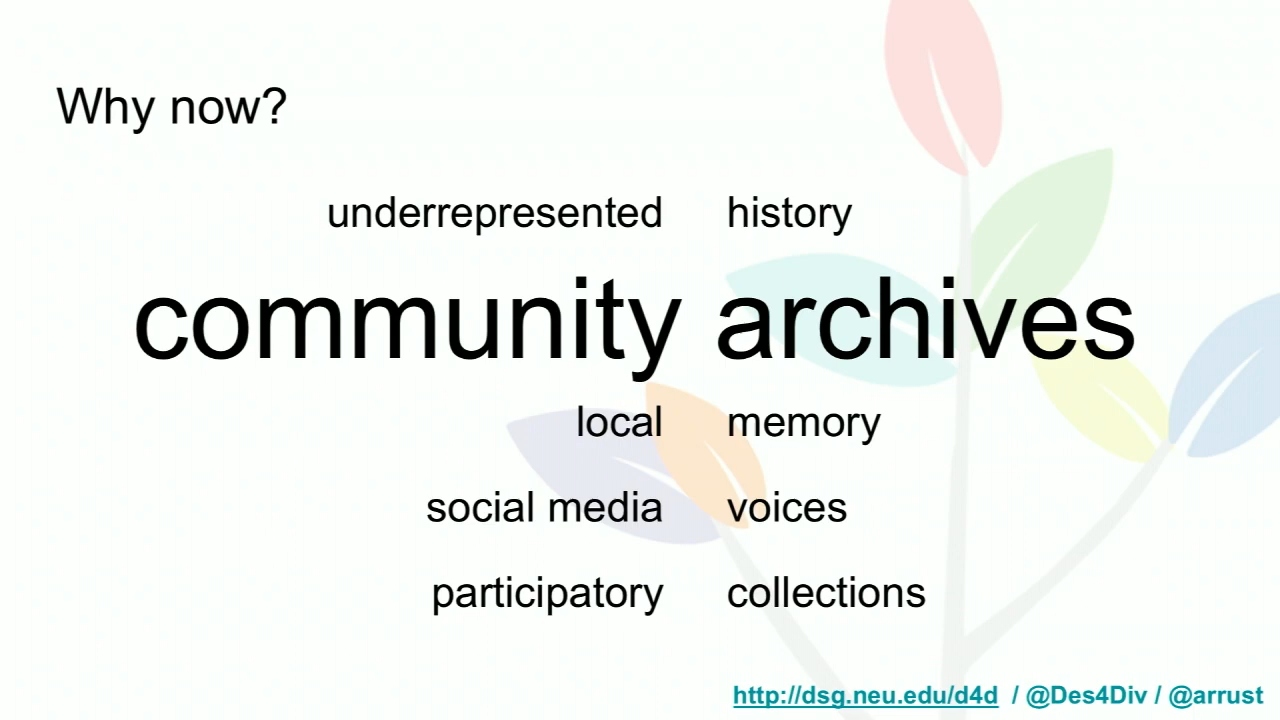 Why now?
underrepresented history
community archives
local memory
social media voices
participatory collections
http://dsg.neu.edu/d4d / @Des4Div / @arrust